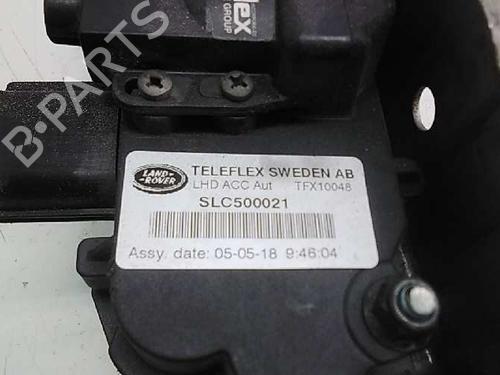 flex
GROUP
B-PARTS
LAND-
ROVER
TELEFLEX SWEDEN AB
LHD ACC Aut TFX10048
SLC500021
Assy. date: 05-05-18 9:46:04